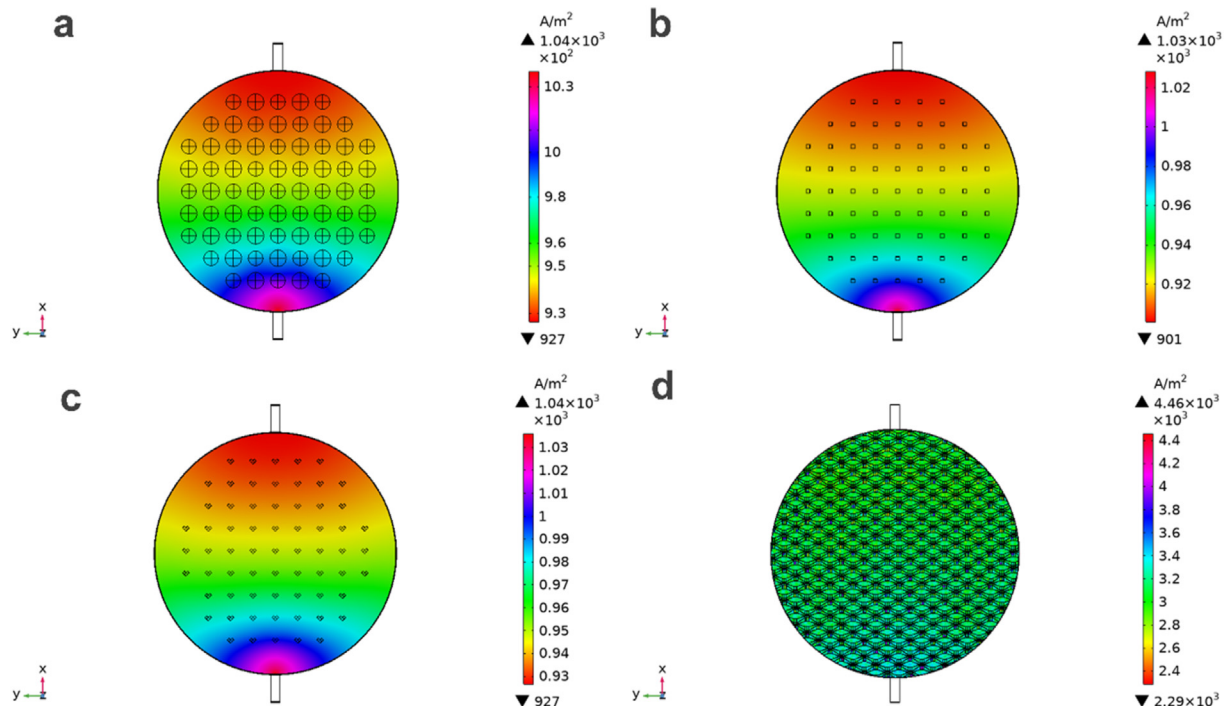 a
A/m²
▲ 1.04×10³
×10²
10.3
10
9.8
9.6
9.5
9.3
▼ 927
x
y
z
b
A/m²
▲ 1.03×10³
×10³
1.02
1
0.98
0.96
0.94
0.92
▼ 901
x
y
z
c
A/m²
▲ 1.04×10³
×10³
1.03
1.02
1.01
1
0.99
0.98
0.97
0.96
0.95
0.94
0.93
▼ 927
x
y
z
d
A/m²
▲ 4.46×10³
×10³
4.4
4
3.8
3.6
3.4
3.2
3
2.8
2.6
2.4
▼ 2.29×10³
x
y
z